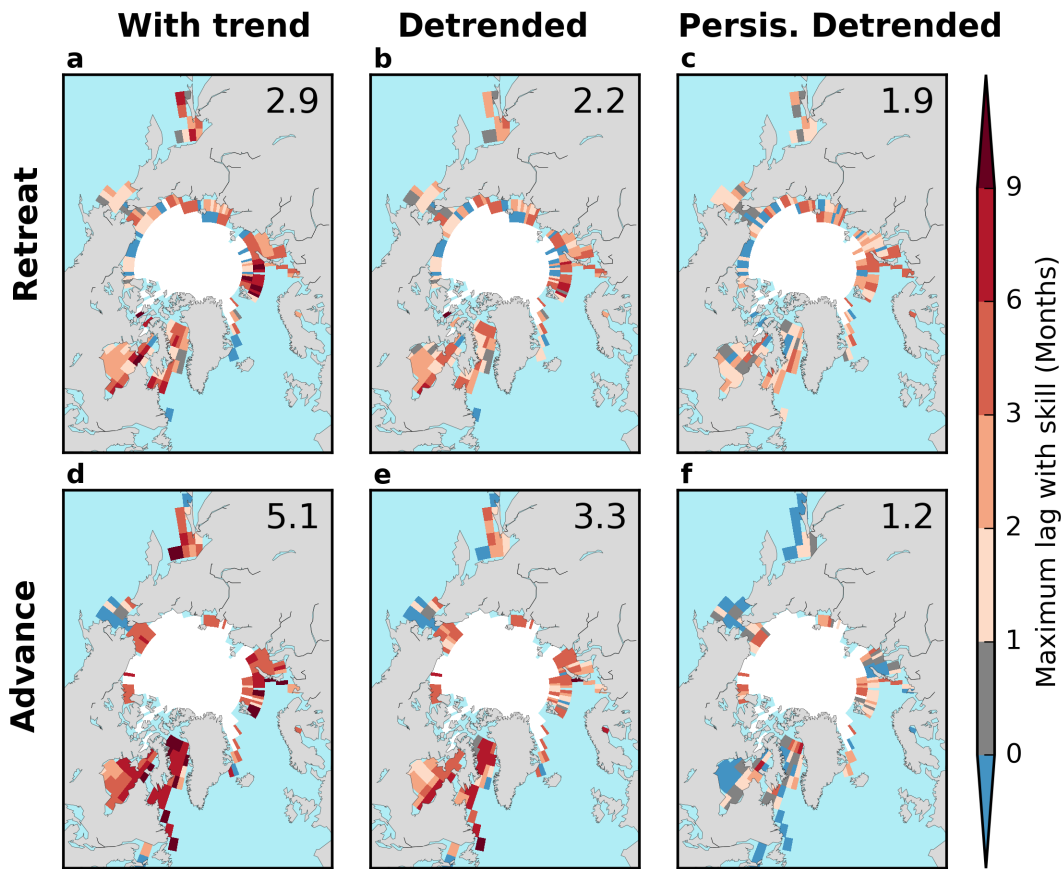 With trend
Detrended
Persis. Detrended
a
b
c
2.9
2.2
1.9
Retreat
d
e
f
5.1
3.3
1.2
Advance
9
6
3
2
1
0
Maximum lag with skill (Months)